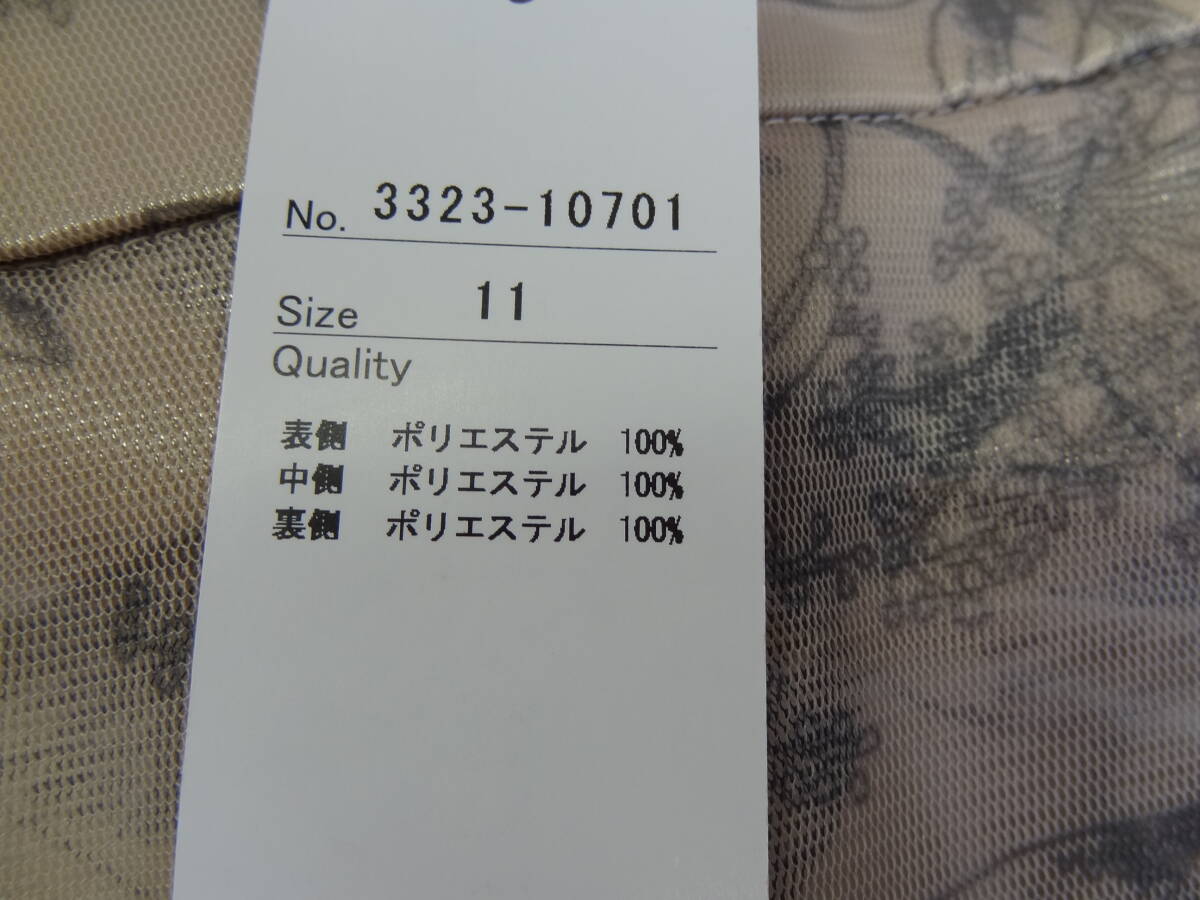 No. 3323-10701
Size 11
Quality
表側 ポリエステル 100%
中側 ポリエステル 100%
裏側 ポリエステル 100%